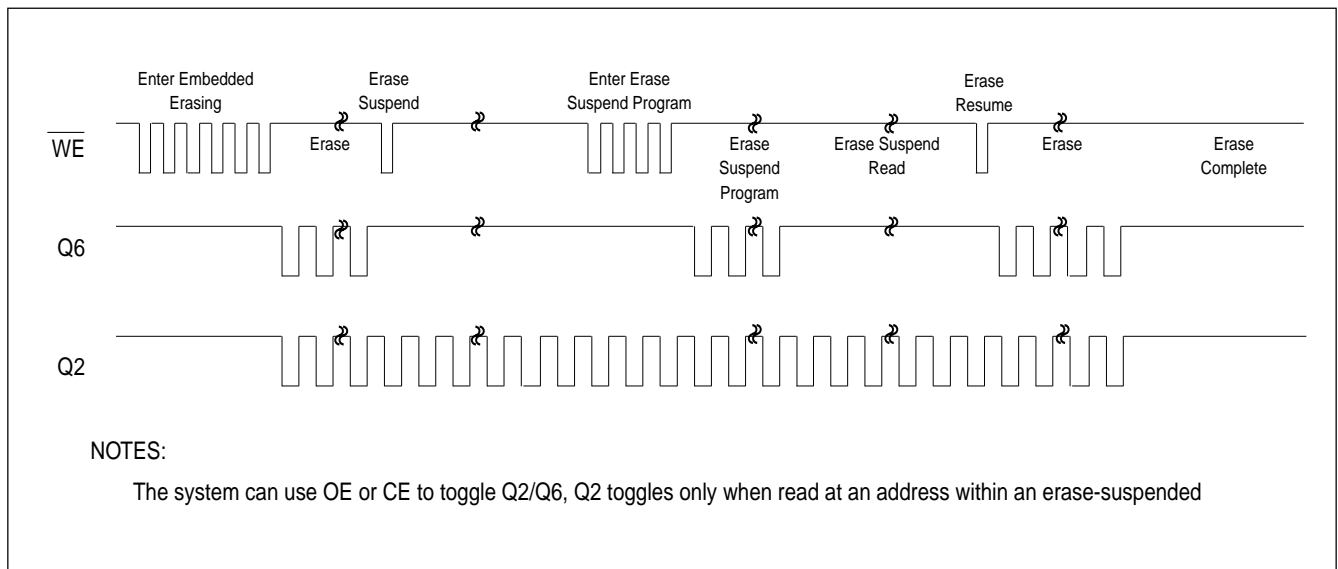 Enter Embedded
Erasing
Erase
Suspend
Enter Erase
Suspend Program
Erase
Resume
WE
Erase
Erase
Suspend
Program
Erase Suspend
Read
Erase
Erase
Complete
Q6
Q2
NOTES:
The system can use OE or CE to toggle Q2/Q6, Q2 toggles only when read at an address within an erase-suspended